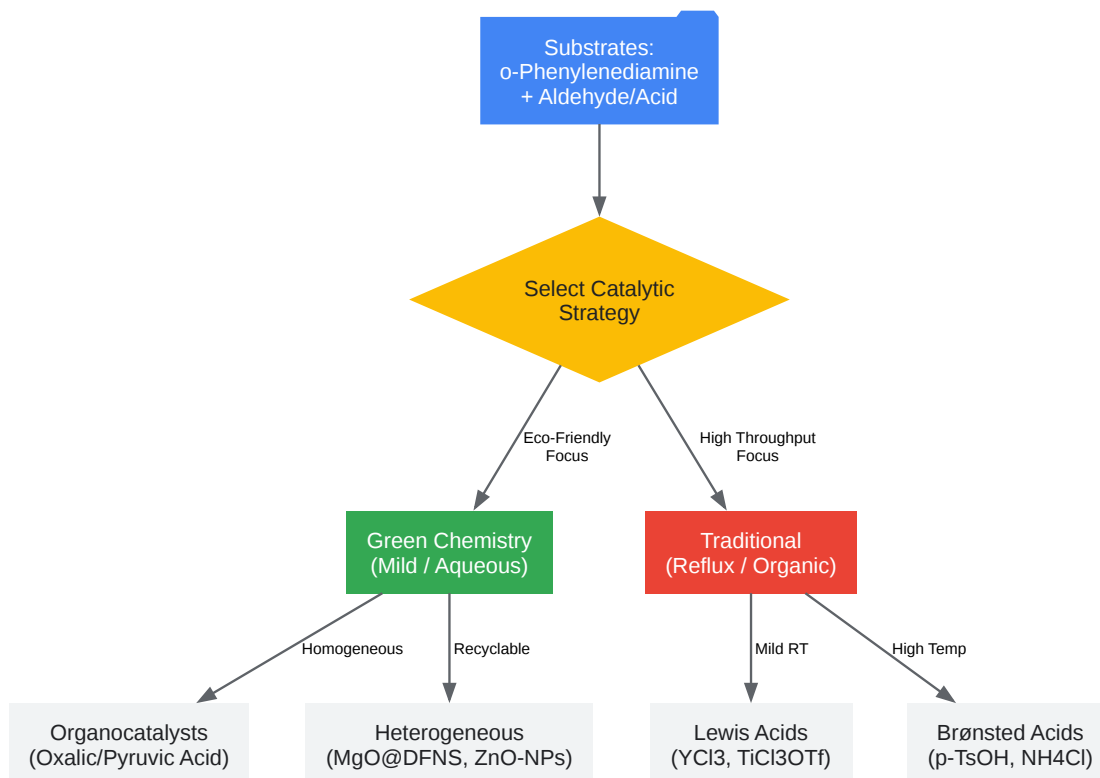 Substrates:
o-Phenylenediamine
+ Aldehyde/Acid
Select Catalytic
Strategy
Eco-Friendly
Focus
High Throughput
Focus
Green Chemistry
(Mild / Aqueous)
Traditional
(Reflux / Organic)
Homogeneous
Recyclable
Mild RT
High Temp
Organocatalysts
(Oxalic/Pyruvic Acid)
Heterogeneous
(MgO@DFNS, ZnO-NPs)
Lewis Acids
(YCl3, TiCl3OTf)
Brønsted Acids
(p-TsOH, NH4Cl)